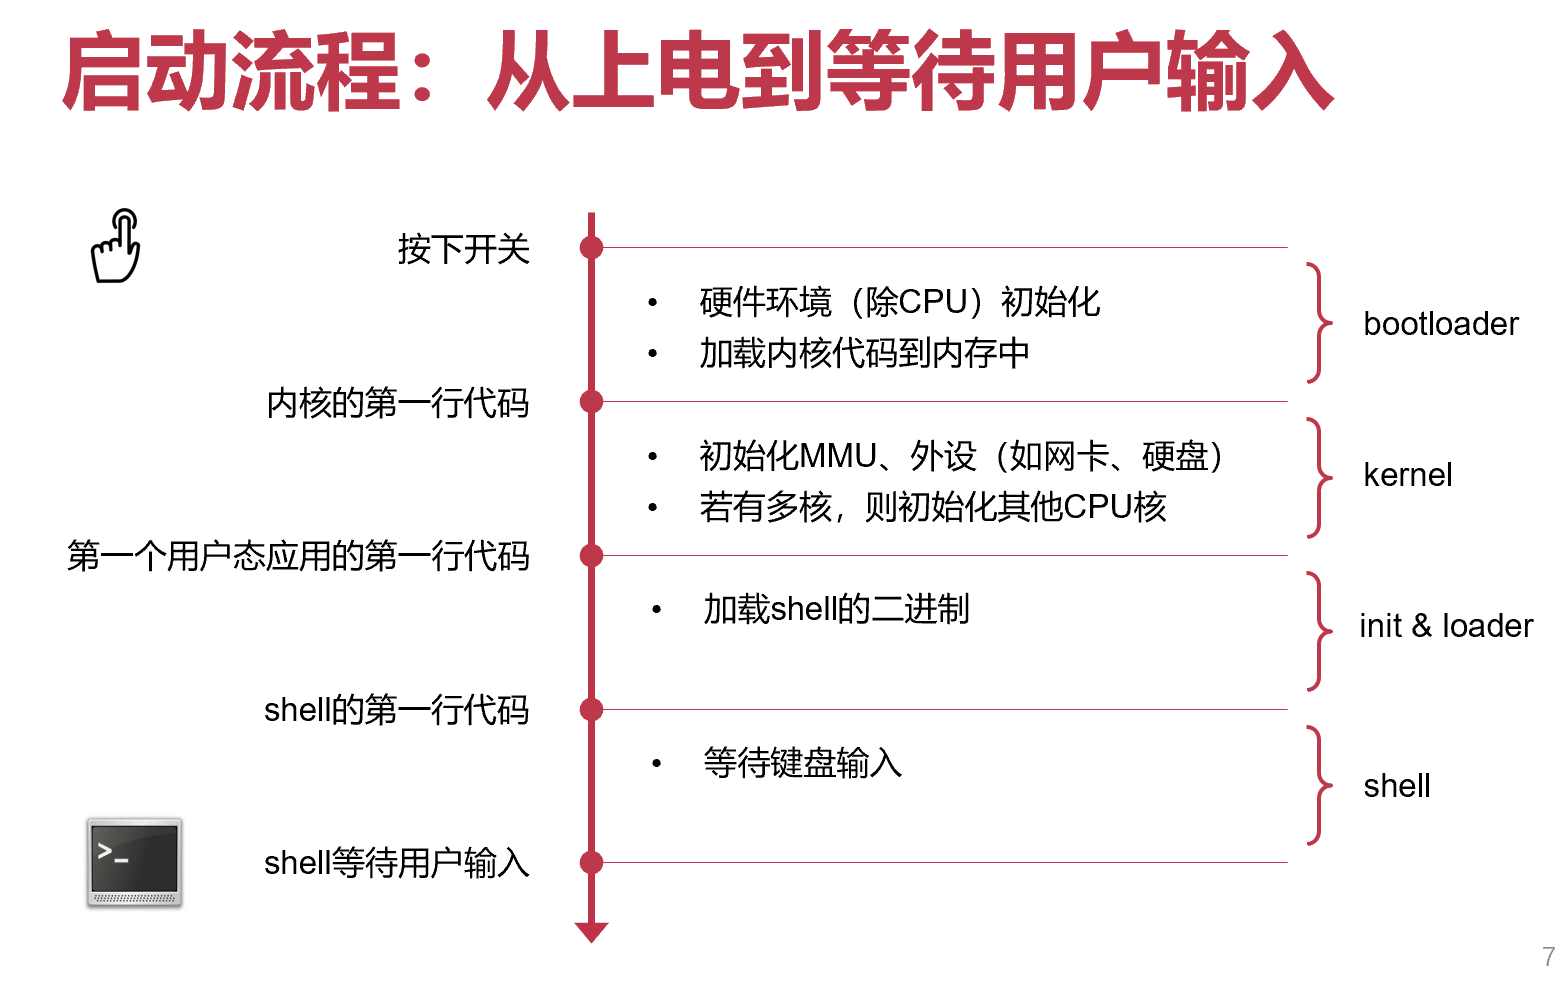 启动流程：从上电到等待用户输入
按下开关
• 硬件环境（除CPU）初始化
• 加载内核代码到内存中
bootloader
内核的第一行代码
• 初始化MMU、外设（如网卡、硬盘）
• 若有多核，则初始化其他CPU核
kernel
第一个用户态应用的第一行代码
• 加载shell的二进制
init & loader
shell的第一行代码
• 等待键盘输入
shell
>_
shell等待用户输入
7